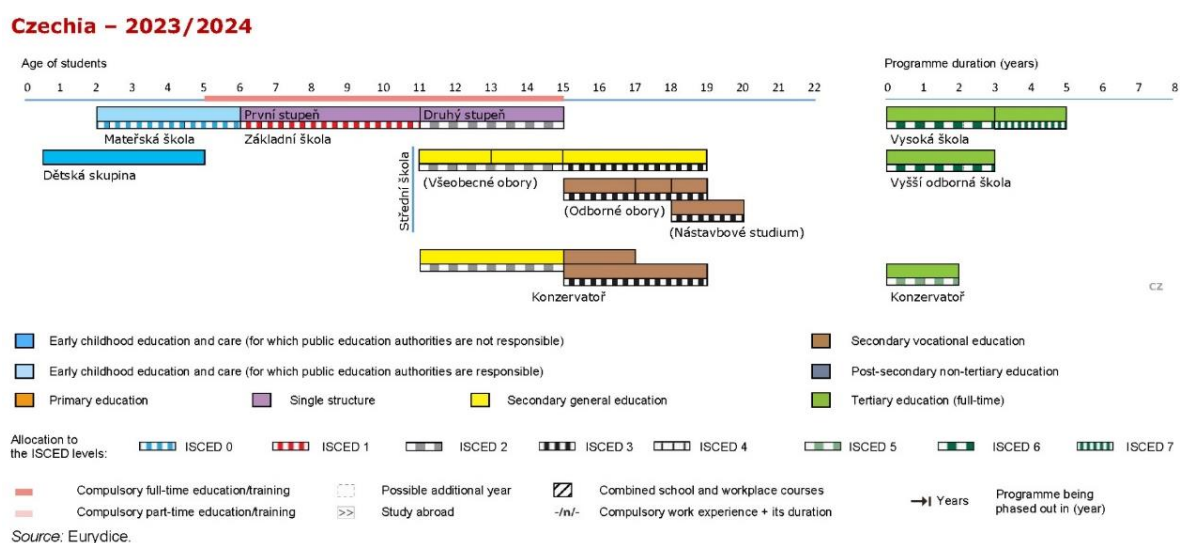 Czechia – 2023/2024
Age of students
Programme duration (years)
0 1 2 3 4 5 6 7 8 9 10 11 12 13 14 15 16 17 18 19 20 21 22
0 1 2 3 4 5 6 7 8
První stupeň Druhý stupeň
Mateřská škola Základní škola
Vysoká škola
Dětská skupina
Střední škola
(Všeobecné obory)
Vyšší odborná škola
(Odborné obory)
(Nástavbové studium)
Konzervatoř
Konzervatoř
CZ
Early childhood education and care (for which public education authorities are not responsible)
Secondary vocational education
Early childhood education and care (for which public education authorities are responsible)
Post-secondary non-tertiary education
Primary education Single structure Secondary general education Tertiary education (full-time)
Allocation to
the ISCED levels: ISCED 0 ISCED 1 ISCED 2 ISCED 3 ISCED 4 ISCED 5 ISCED 6 ISCED 7
Compulsory full-time education/training Possible additional year Combined school and workplace courses
Compulsory part-time education/training >> Study abroad -/n/- Compulsory work experience + its duration
Years Programme being
phased out in (year)
Source: Eurydice.